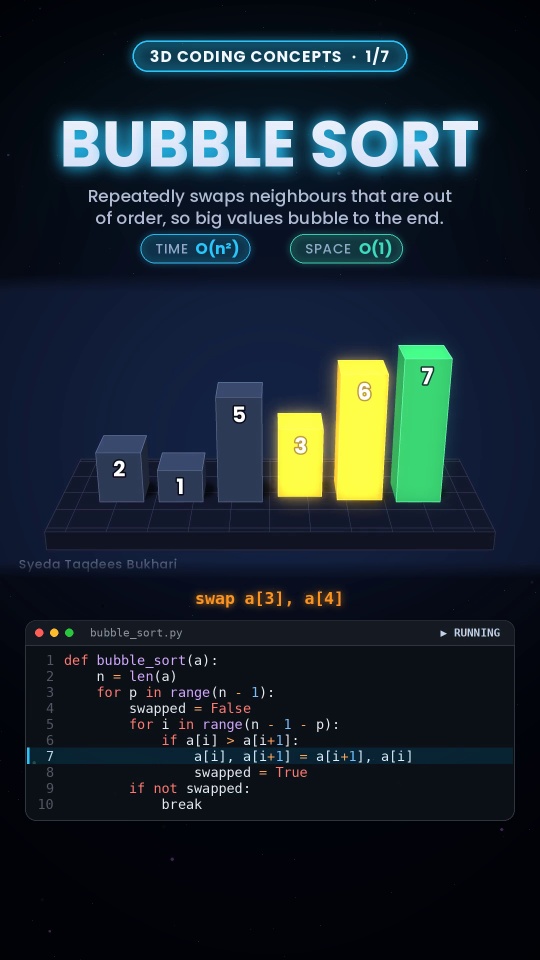 3D CODING CONCEPTS · 1/7
BUBBLE SORT
Repeatedly swaps neighbours that are out
of order, so big values bubble to the end.
TIME O(n²) SPACE O(1)
2 1 5 3 6 7
Syeda Taqdees Bukhari
swap a[3], a[4]
bubble_sort.py ▶ RUNNING
1 def bubble_sort(a):
2     n = len(a)
3     for p in range(n - 1):
4         swapped = False
5         for i in range(n - 1 - p):
6             if a[i] > a[i+1]:
7                 a[i], a[i+1] = a[i+1], a[i]
8                 swapped = True
9         if not swapped:
10             break